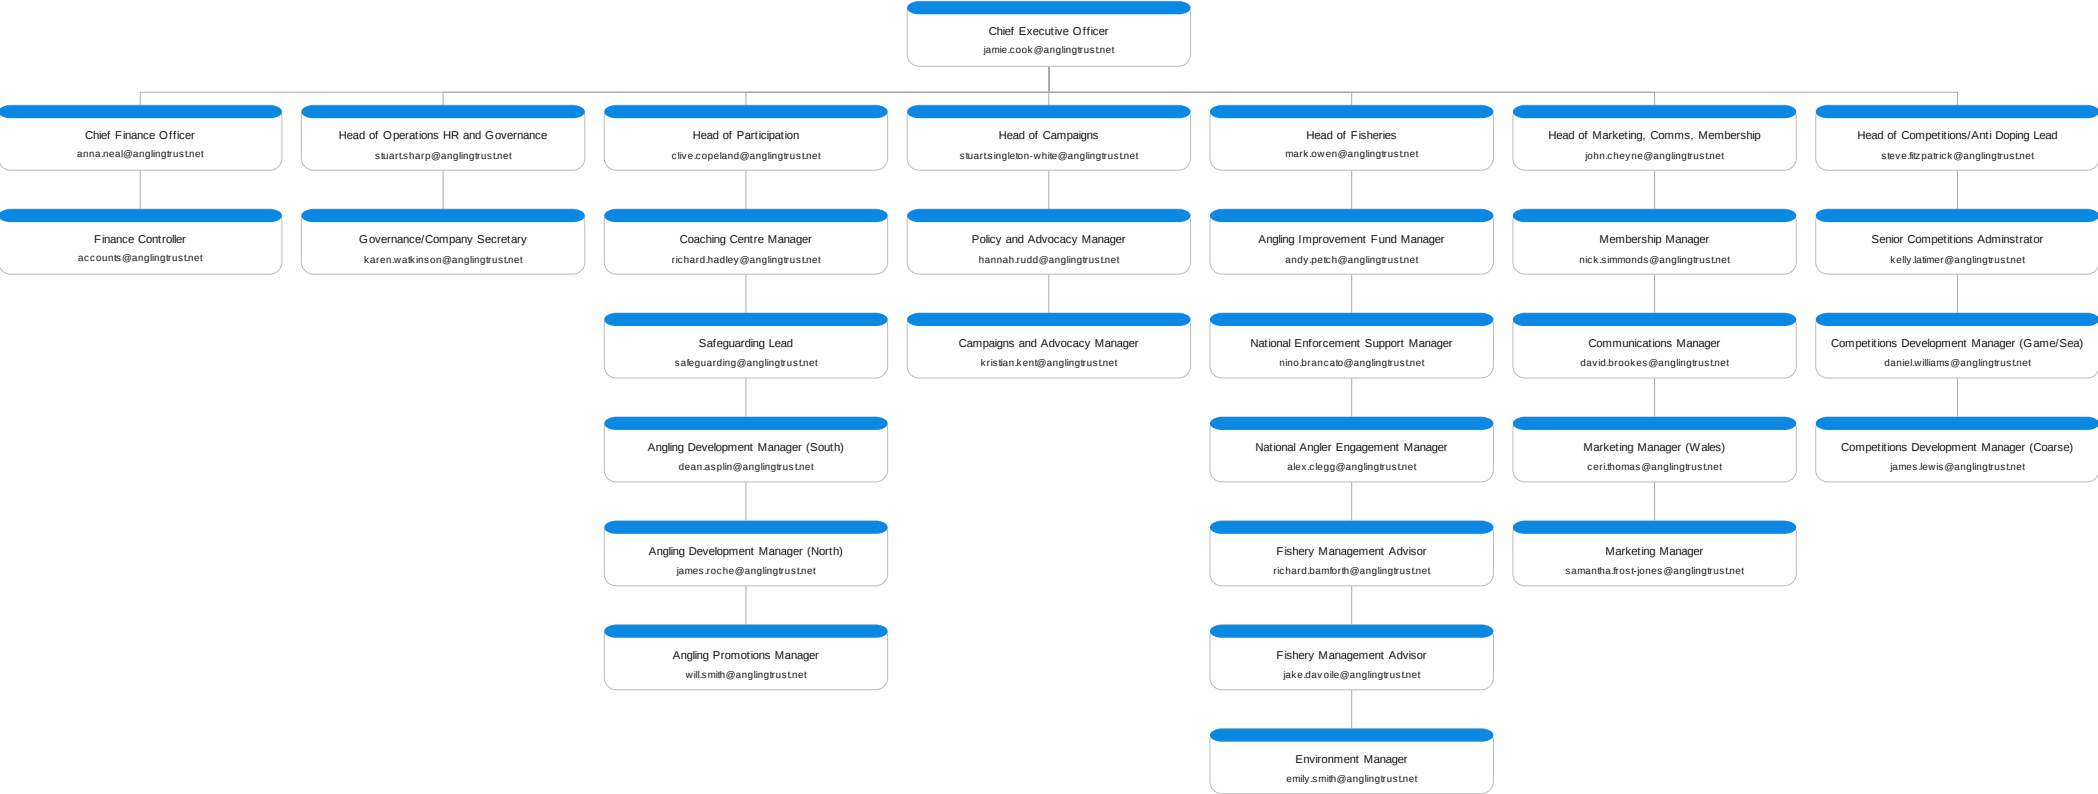 Chief Executive Officer
jamie.cook@anglingtrust.net
Chief Finance Officer
anna.neal@anglingtrust.net
Head of Operations HR and Governance
stuart.sharp@anglingtrust.net
Head of Participation
clive.copeland@anglingtrust.net
Head of Campaigns
stuart.singleton-white@anglingtrust.net
Head of Fisheries
mark.owen@anglingtrust.net
Head of Marketing, Comms, Membership
john.cheyne@anglingtrust.net
Head of Competitions/Anti Doping Lead
steve.fitzpatrick@anglingtrust.net
Finance Controller
accounts@anglingtrust.net
Governance/Company Secretary
karen.watkinson@anglingtrust.net
Coaching Centre Manager
richard.hadley@anglingtrust.net
Policy and Advocacy Manager
hannah.rudd@anglingtrust.net
Angling Improvement Fund Manager
andy.petch@anglingtrust.net
Membership Manager
nick.simmonds@anglingtrust.net
Senior Competitions Adminstrator
kelly.latimer@anglingtrust.net
Safeguarding Lead
safeguarding@anglingtrust.net
Campaigns and Advocacy Manager
kristian.kent@anglingtrust.net
National Enforcement Support Manager
nino.brancato@anglingtrust.net
Communications Manager
david.brookes@anglingtrust.net
Competitions Development Manager (Game/Sea)
daniel.williams@anglingtrust.net
Angling Development Manager (South)
dean.asplin@anglingtrust.net
National Angler Engagement Manager
alex.clegg@anglingtrust.net
Marketing Manager (Wales)
ceri.thomas@anglingtrust.net
Competitions Development Manager (Coarse)
james.lewis@anglingtrust.net
Angling Development Manager (North)
james.roche@anglingtrust.net
Fishery Management Advisor
richard.bamforth@anglingtrust.net
Marketing Manager
samantha.frost-jones@anglingtrust.net
Angling Promotions Manager
will.smith@anglingtrust.net
Fishery Management Advisor
jake.davoile@anglingtrust.net
Environment Manager
emily.smith@anglingtrust.net